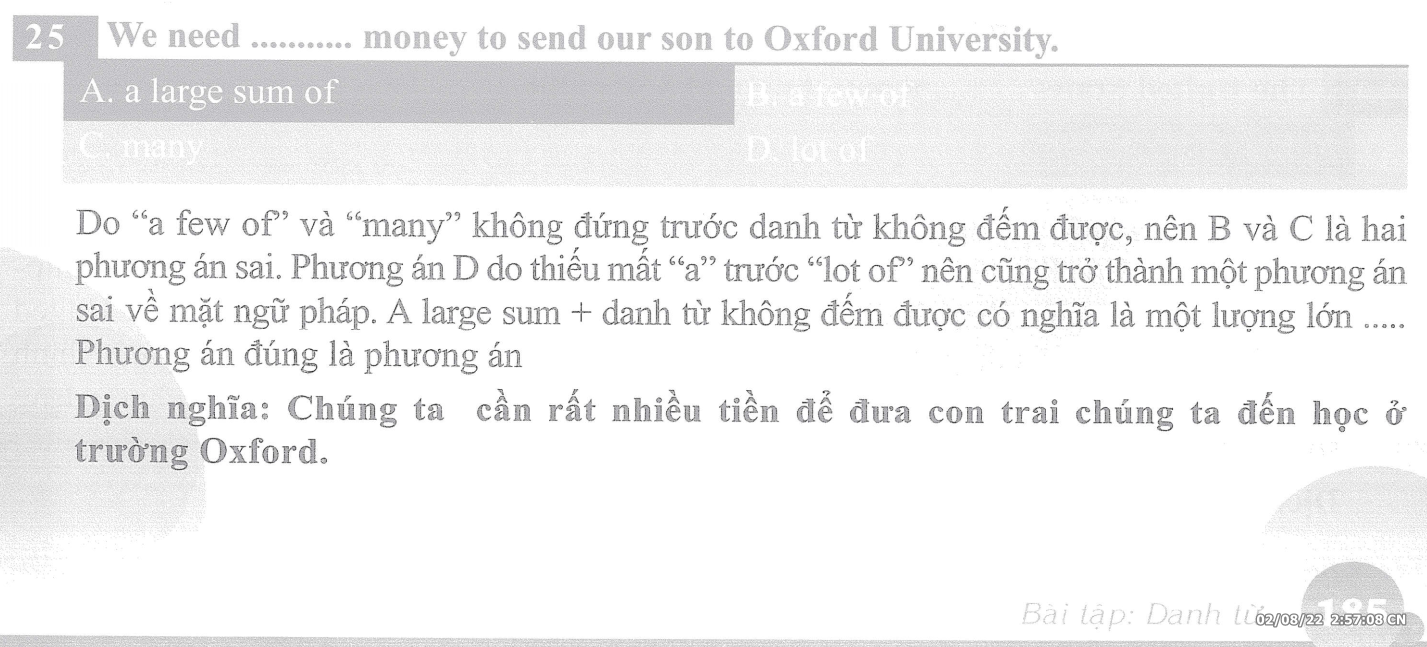 25 We need ........... money to send our son to Oxford University.
A. a large sum of B. a few of
C. many D. lot of
Do “a few of” và “many” không đứng trước danh từ không đếm được, nên B và C là hai
phương án sai. Phương án D do thiếu mất “a” trước “lot of” nên cũng trở thành một phương án
sai về mặt ngữ pháp. A large sum + danh từ không đếm được có nghĩa là một lượng lớn .....
Phương án đúng là phương án
Dịch nghĩa: Chúng ta cần rất nhiều tiền để đưa con trai chúng ta đến học ở
trường Oxford.
Bài tập: Danh từ 195
02/08/22 2:57:08 CN